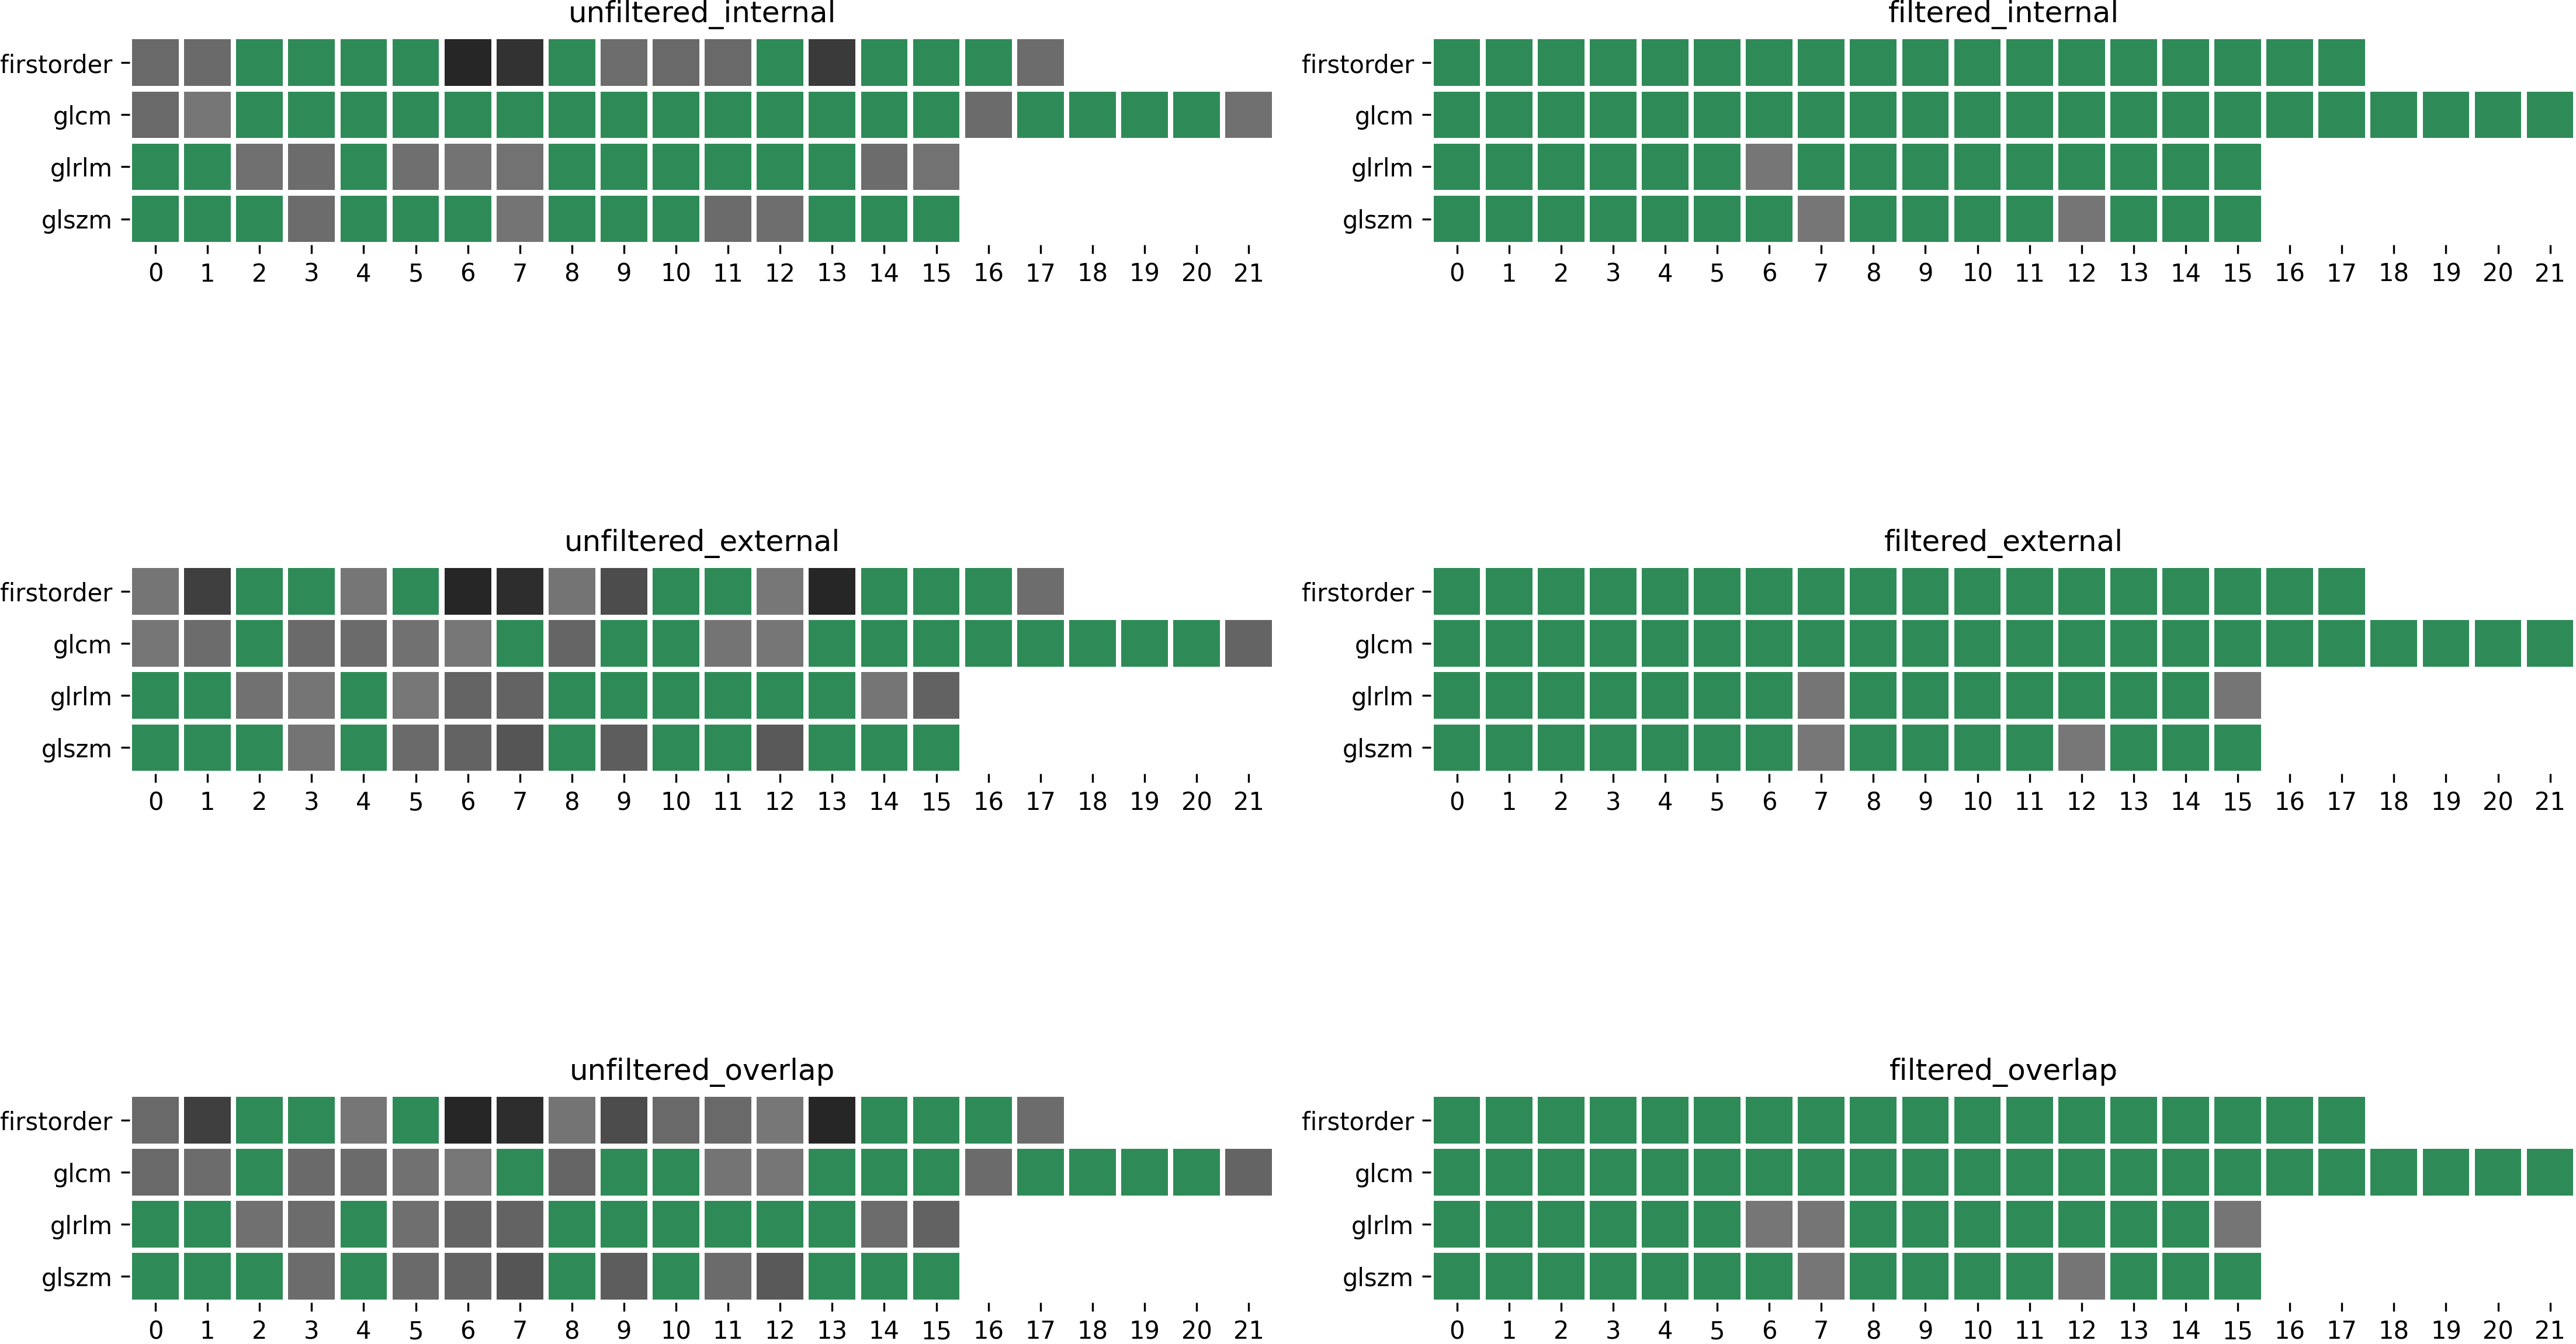 unfiltered_internal
firstorder
glcm
glrlm
glszm
0 1 2 3 4 5 6 7 8 9 10 11 12 13 14 15 16 17 18 19 20 21
filtered_internal
firstorder
glcm
glrlm
glszm
0 1 2 3 4 5 6 7 8 9 10 11 12 13 14 15 16 17 18 19 20 21
unfiltered_external
firstorder
glcm
glrlm
glszm
0 1 2 3 4 5 6 7 8 9 10 11 12 13 14 15 16 17 18 19 20 21
filtered_external
firstorder
glcm
glrlm
glszm
0 1 2 3 4 5 6 7 8 9 10 11 12 13 14 15 16 17 18 19 20 21
unfiltered_overlap
firstorder
glcm
glrlm
glszm
0 1 2 3 4 5 6 7 8 9 10 11 12 13 14 15 16 17 18 19 20 21
filtered_overlap
firstorder
glcm
glrlm
glszm
0 1 2 3 4 5 6 7 8 9 10 11 12 13 14 15 16 17 18 19 20 21